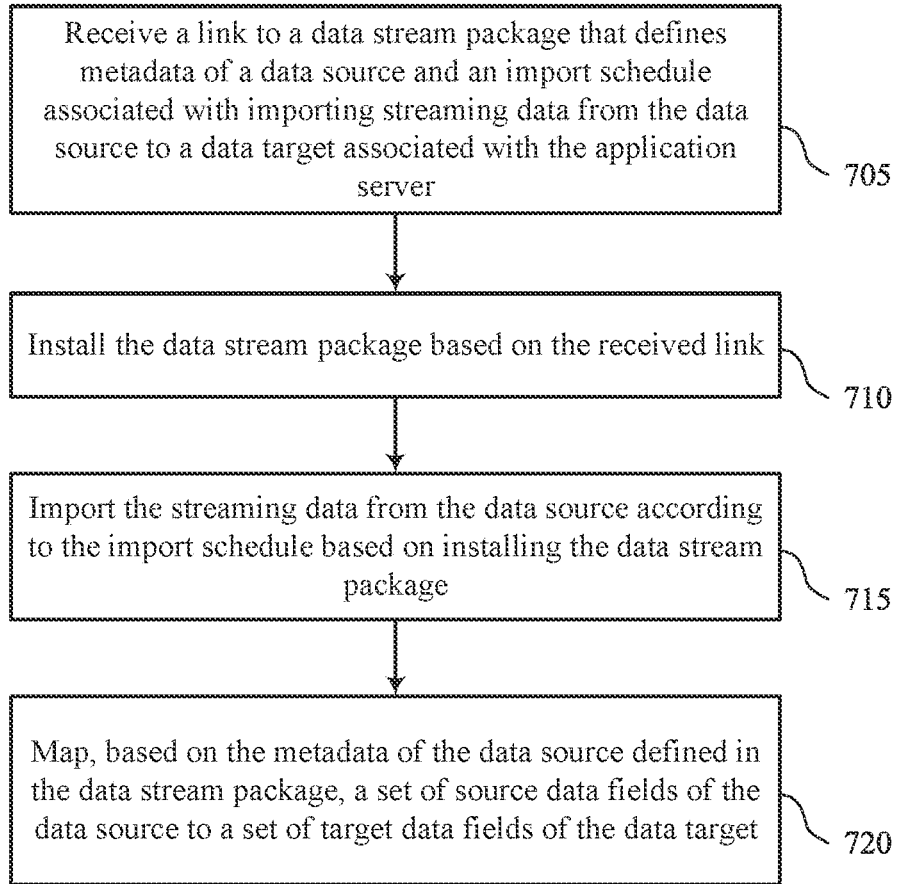 Receive a link to a data stream package that defines
metadata of a data source and an import schedule
associated with importing streaming data from the data
source to a data target associated with the application
server
705
Install the data stream package based on the received link
710
Import the streaming data from the data source according
to the import schedule based on installing the data stream
package
715
Map, based on the metadata of the data source defined in
the data stream package, a set of source data fields of the
data source to a set of target data fields of the data target
720